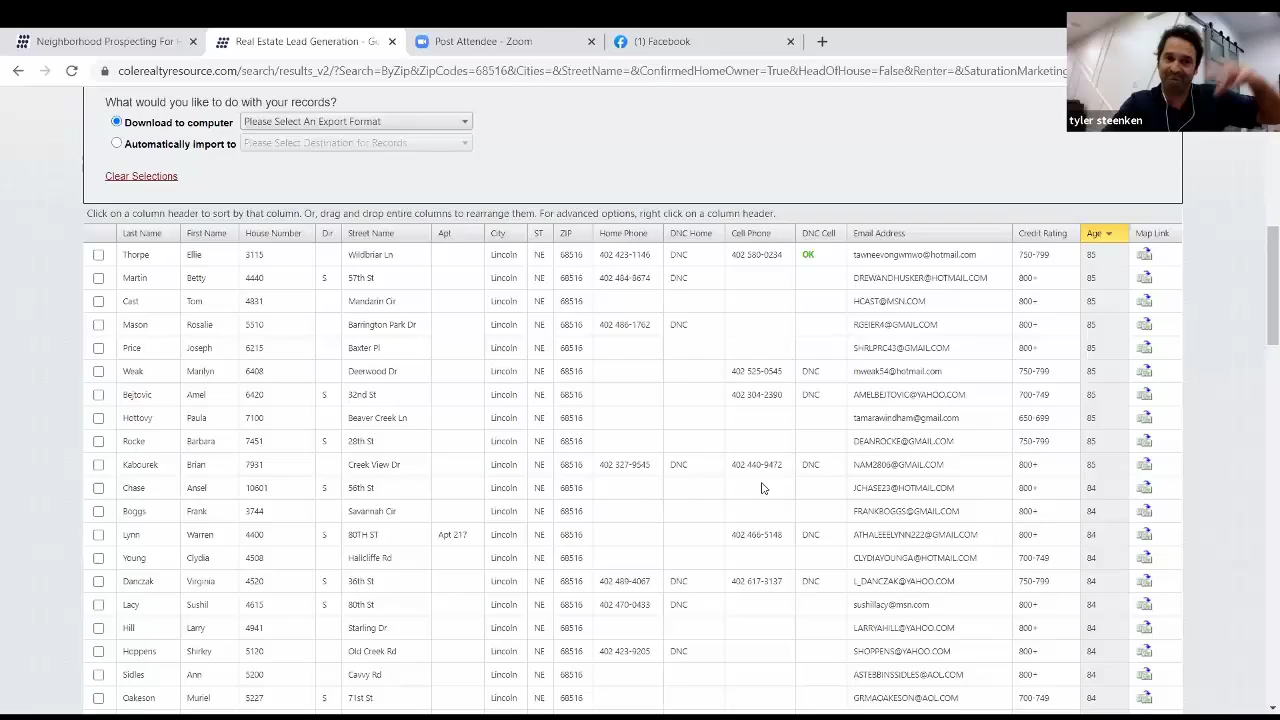 Neighborhood Prospecting For F
Real Estate Lead Generation - Go
Post Attendee - Zoom
(1) Facebook
colerealtyresource.com/search/results_v2/?Search=ByZip&ZipCodes=
tyler steenken
What would you like to do with your records?
Download to computer Please Select An Export Format
Automatically import to Please Select Destination for Records
Clear Selections
Click on a column header to sort by that column. Or, drag and drop entire columns to rearrange them. For advanced options, right click on a column header.
Last Name First Name House Number Dir Street Name Apt City ST ZIP Home Phone DNC Home Cell Phone DNC Cell Email Address Credit Rating Age Map Link
Thorpe Ellie 3115 Wildbriar Ln Lincoln NE 68516 402 423-1146 DNC 402 580-0234 OK tawneevongwmwo@hotmail.com 750-799 85
Martin Betty 4440 S 57th St Lincoln NE 68516 402 484-8674 DNC DREWANDHUSKER@HOTMAIL.COM 800+ 85
Cast Tom 4831 Mandarin Cir Lincoln NE 68516 HCAST@MSN.COM 800+ 85
Mason Rosalie 5510 Barrington Park Dr Lincoln NE 68516 402 486-1762 DNC RGEIER4@GMAIL.COM 800+ 85
Price Joseph 6215 Baxter Pl Lincoln NE 68516 SHRLPRC43@GMAIL.COM 800+ 85
Weak Marilyn 6408 Deerwood Dr Lincoln NE 68516 402 525-0545 DNC mweak54@hotmail.com 750-799 85
Bejtovic Amel 6420 S 32nd St Lincoln NE 68516 402 304-2390 DNC AMELBEJTOVIC@YAHOO.COM 700-749 85
Hottovy Paula 7100 Beaver Creek Ln Lincoln NE 68516 tamarawindham@gmail.com 650-699 85
Rocke Barbara 7451 S 28th St Lincoln NE 68516 DEANROCKE@GMAIL.COM 750-799 85
Kabourek Brian 7931 Creek View Dr Lincoln NE 68516 402 327-9545 DNC 402 440-9472 DNC NAM2806@GMAIL.COM 800+ 85
Chase Ansel 10601 S 56th St Lincoln NE 68516 JCHASE23@HOTMAIL.COM 800+ 84
Boggs Frank 3744 Savannah Cir Lincoln NE 68516 FRANKBOGGS@GMAIL.COM 800+ 84
Lynn Warren 4400 S 80TH ST Apt 217 Lincoln NE 68516 402 466-5148 DNC ATHALEEELYNN222@GMAIL.COM 800+ 84
Young Clydia 4508 Hallcliffe Rd Lincoln NE 68516 CLYDIAYOUNGA@HOTMAIL.COM 700-749 84
Danczak Virginia 4520 S 36th St Lincoln NE 68516 402 489-4067 DNC 402 617-3137 DNC L_DANCZAK@YAHOO.COM 750-799 84
Lacy Sushil 4615 S 80th St Lincoln NE 68516 402 470-0433 DNC sushillacy@msn.com 800+ 84
Hill Larry 4941 Starling Dr Lincoln NE 68516 LARRYAHILL@YAHOO.COM 800+ 84
Hoppens Shirley 5120 Old Creek Rd Lincoln NE 68516 402 423-9205 DNC SHOPPENS@YAHOO.COM 800+ 84
Sidles Ann 5200 Cavvy Rd Lincoln NE 68516 ASTEBBINSSIDLES@AOL.COM 800+ 84
Oakeson Muriel 5227 S 71st St Lincoln NE 68516 GRMAOAKESON@AOL.COM 700-749 84